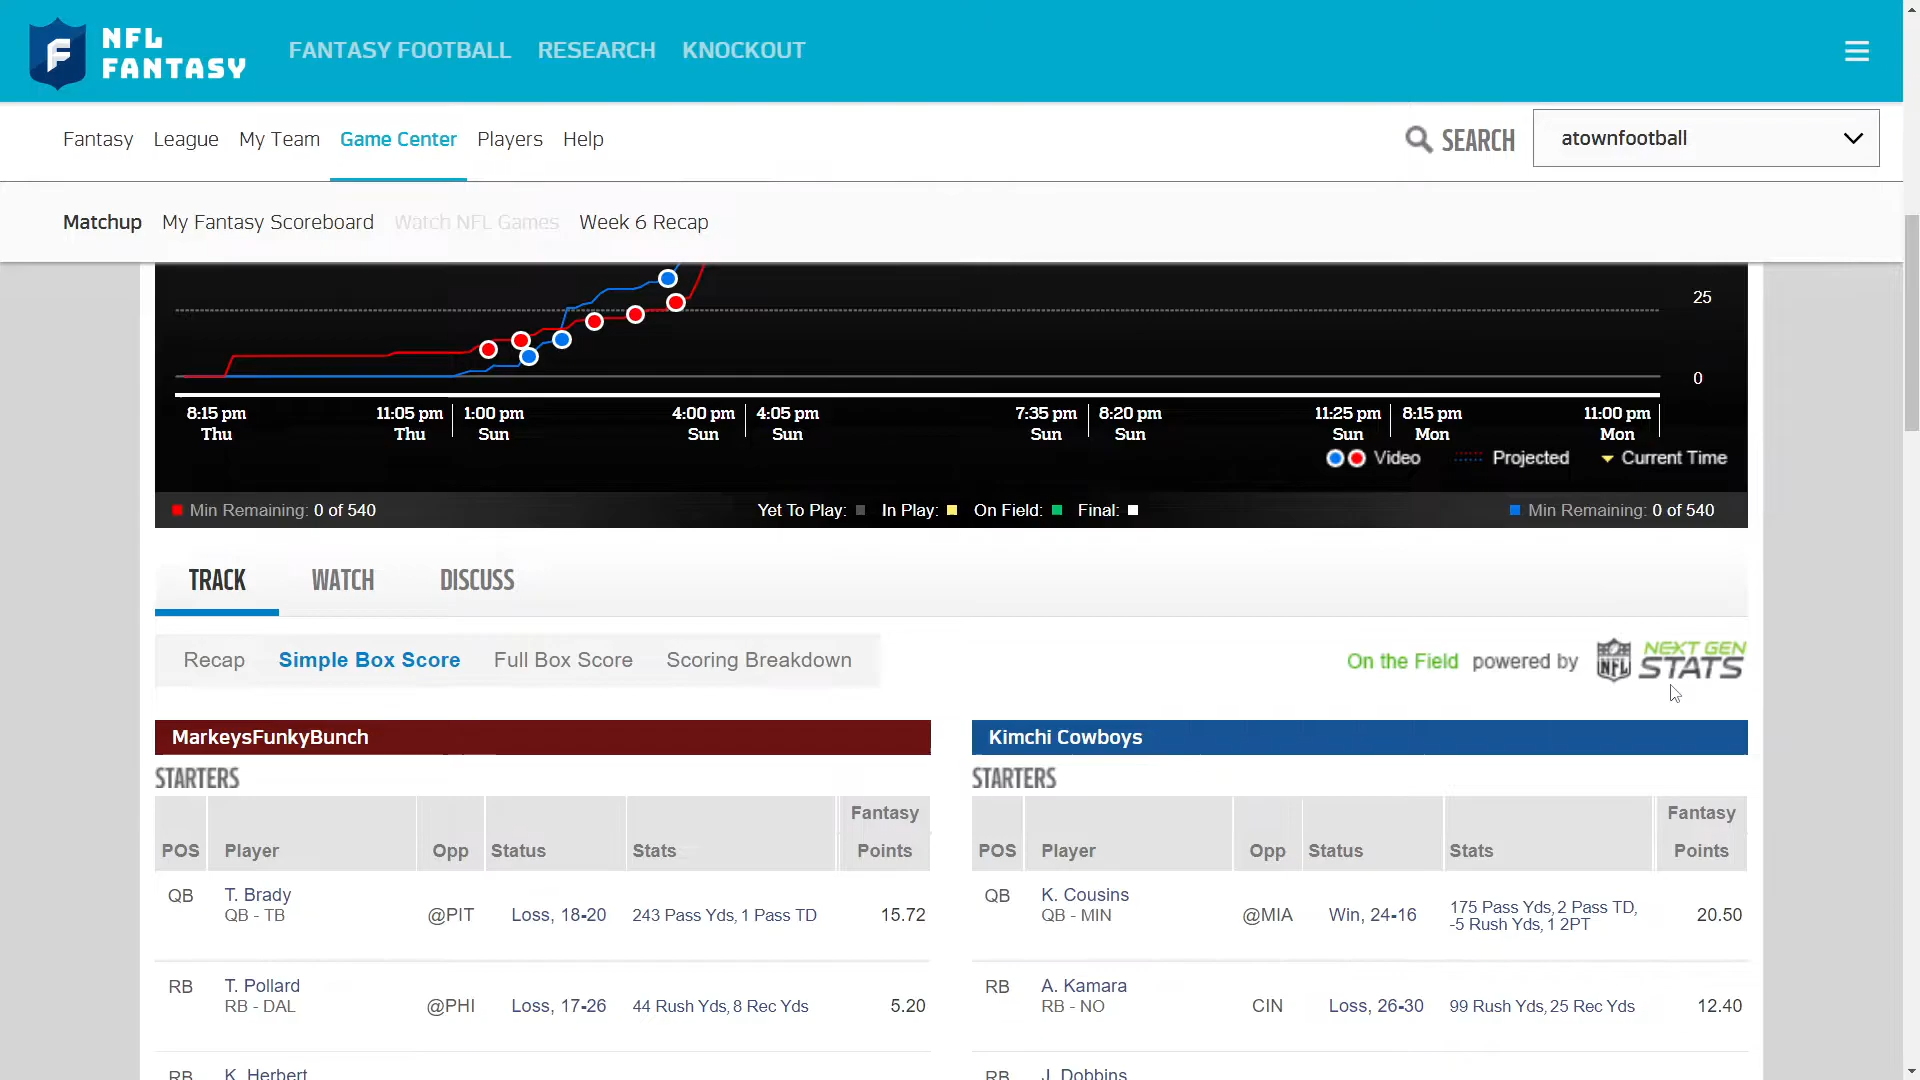 NFL
FANTASY
FANTASY FOOTBALL RESEARCH KNOCKOUT
Fantasy League My Team Game Center Players Help
SEARCH
atownfootball
Matchup My Fantasy Scoreboard Watch NFL Games Week 6 Recap
25
0
8:15 pm 11:05 pm 1:00 pm 4:00 pm 4:05 pm 7:35 pm 8:20 pm 11:25 pm 8:15 pm 11:00 pm
Thu Thu Sun Sun Sun Sun Sun Sun Mon Mon
Video Projected Current Time
Min Remaining: 0 of 540 Yet To Play: In Play: On Field: Final: Min Remaining: 0 of 540
TRACK WATCH DISCUSS
Recap Simple Box Score Full Box Score Scoring Breakdown
On the Field powered by NFL NEXT GEN STATS
MarkeysFunkyBunch
STARTERS
POS Player Opp Status Stats Fantasy Points
QB T. Brady @PIT Loss, 18-20 243 Pass Yds, 1 Pass TD 15.72
QB - TB
RB T. Pollard @PHI Loss, 17-26 44 Rush Yds, 8 Rec Yds 5.20
RB - DAL
RB K. Herbert
Kimchi Cowboys
STARTERS
POS Player Opp Status Stats Fantasy Points
QB K. Cousins @MIA Win, 24-16 175 Pass Yds, 2 Pass TD, 20.50
QB - MIN -5 Rush Yds, 1 2PT
RB A. Kamara CIN Loss, 26-30 99 Rush Yds, 25 Rec Yds 12.40
RB - NO
RB J. Dobbins